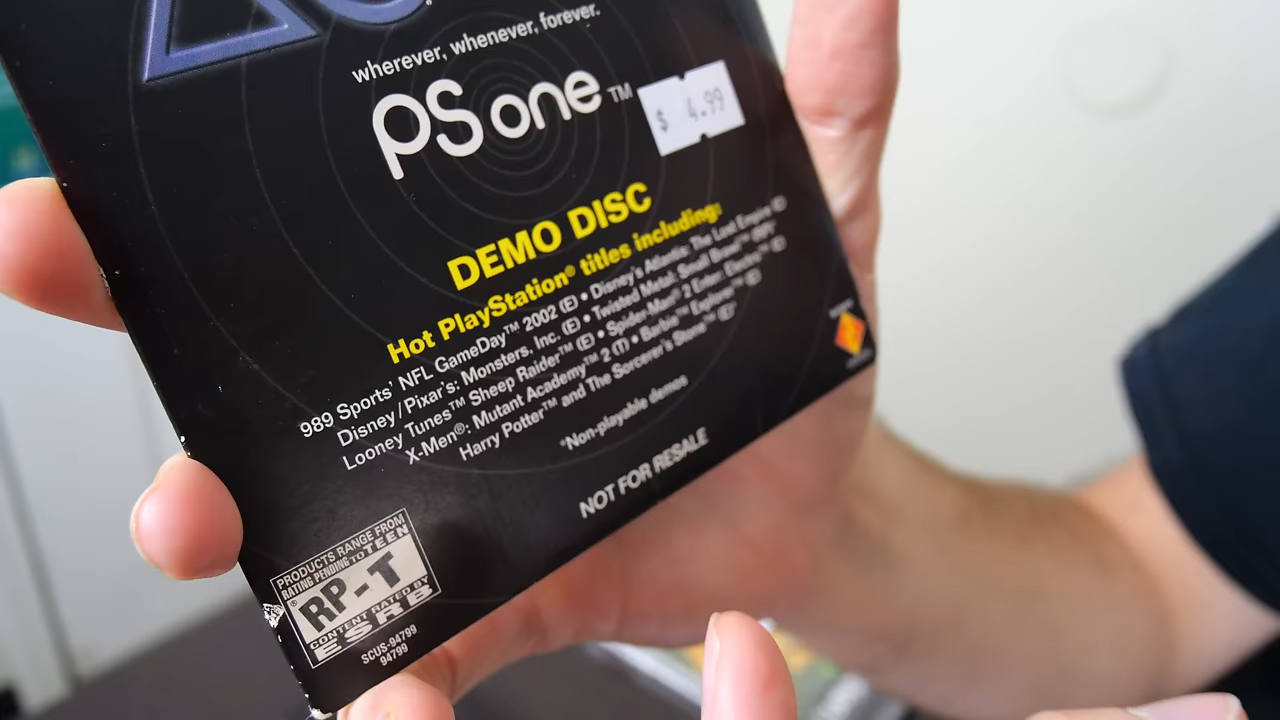 wherever, whenever, forever.
PS one™
$ 4.99
DEMO DISC
Hot PlayStation® titles including:
989 Sports' NFL GameDay™ 2002 (E) • Disney's Atlantis: The Lost Empire (E)
Disney/Pixar's: Monsters, Inc. (E) • Twisted Metal: Small Brawl™ (RP)*
Looney Tunes™ Sheep Raider™ (E) • Spider-Man® 2 Enter: Electro™ (E)
X-Men®: Mutant Academy™ 2 (T) • Barbie™ Explorer™ (E)
Harry Potter™ and The Sorcerer's Stone™ (E)*
*Non-playable demos
NOT FOR RESALE
PRODUCTS RANGE FROM
RATING PENDING TO TEEN
RP-T
CONTENT RATED BY
ESRB
SCUS-94799
94799